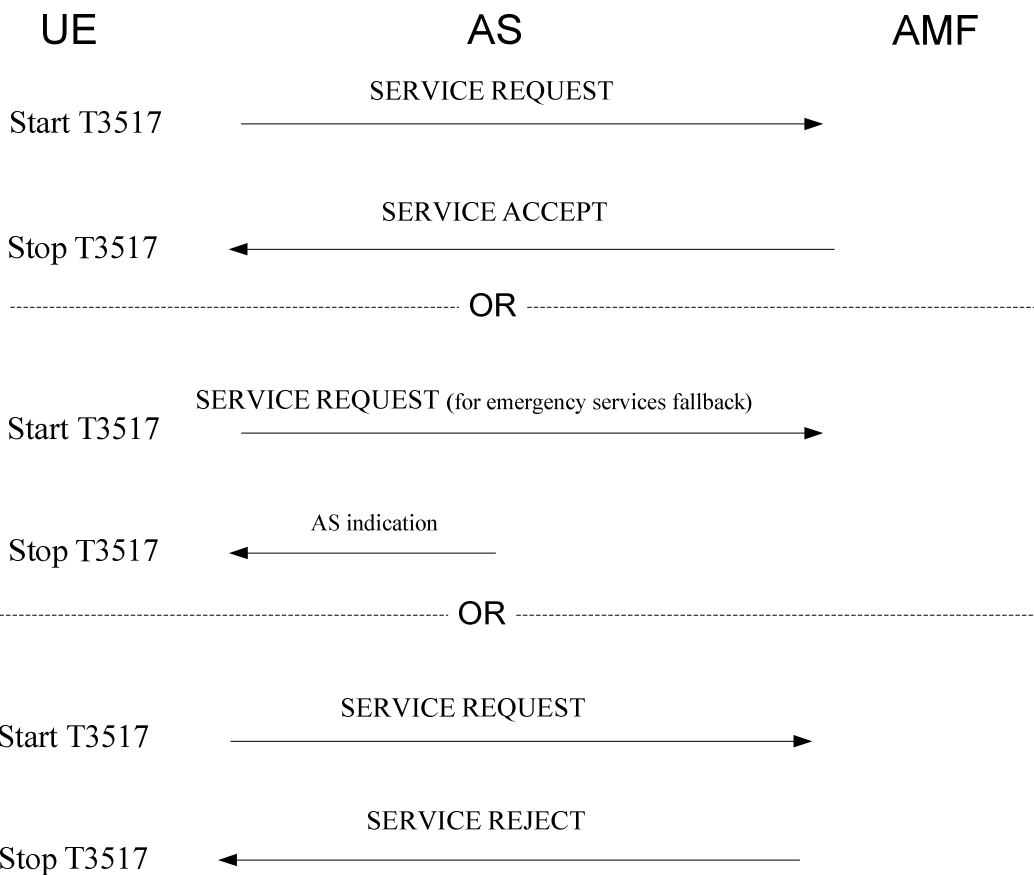 UE AS AMF
SERVICE REQUEST
Start T3517
SERVICE ACCEPT
Stop T3517
OR
SERVICE REQUEST (for emergency services fallback)
Start T3517
AS indication
Stop T3517
OR
SERVICE REQUEST
Start T3517
SERVICE REJECT
Stop T3517